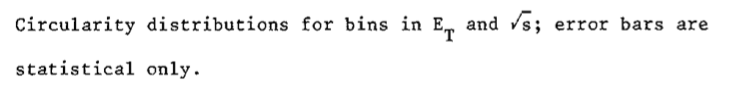 Circularity distributions for bins in E_T and √s; error bars are
statistical only.